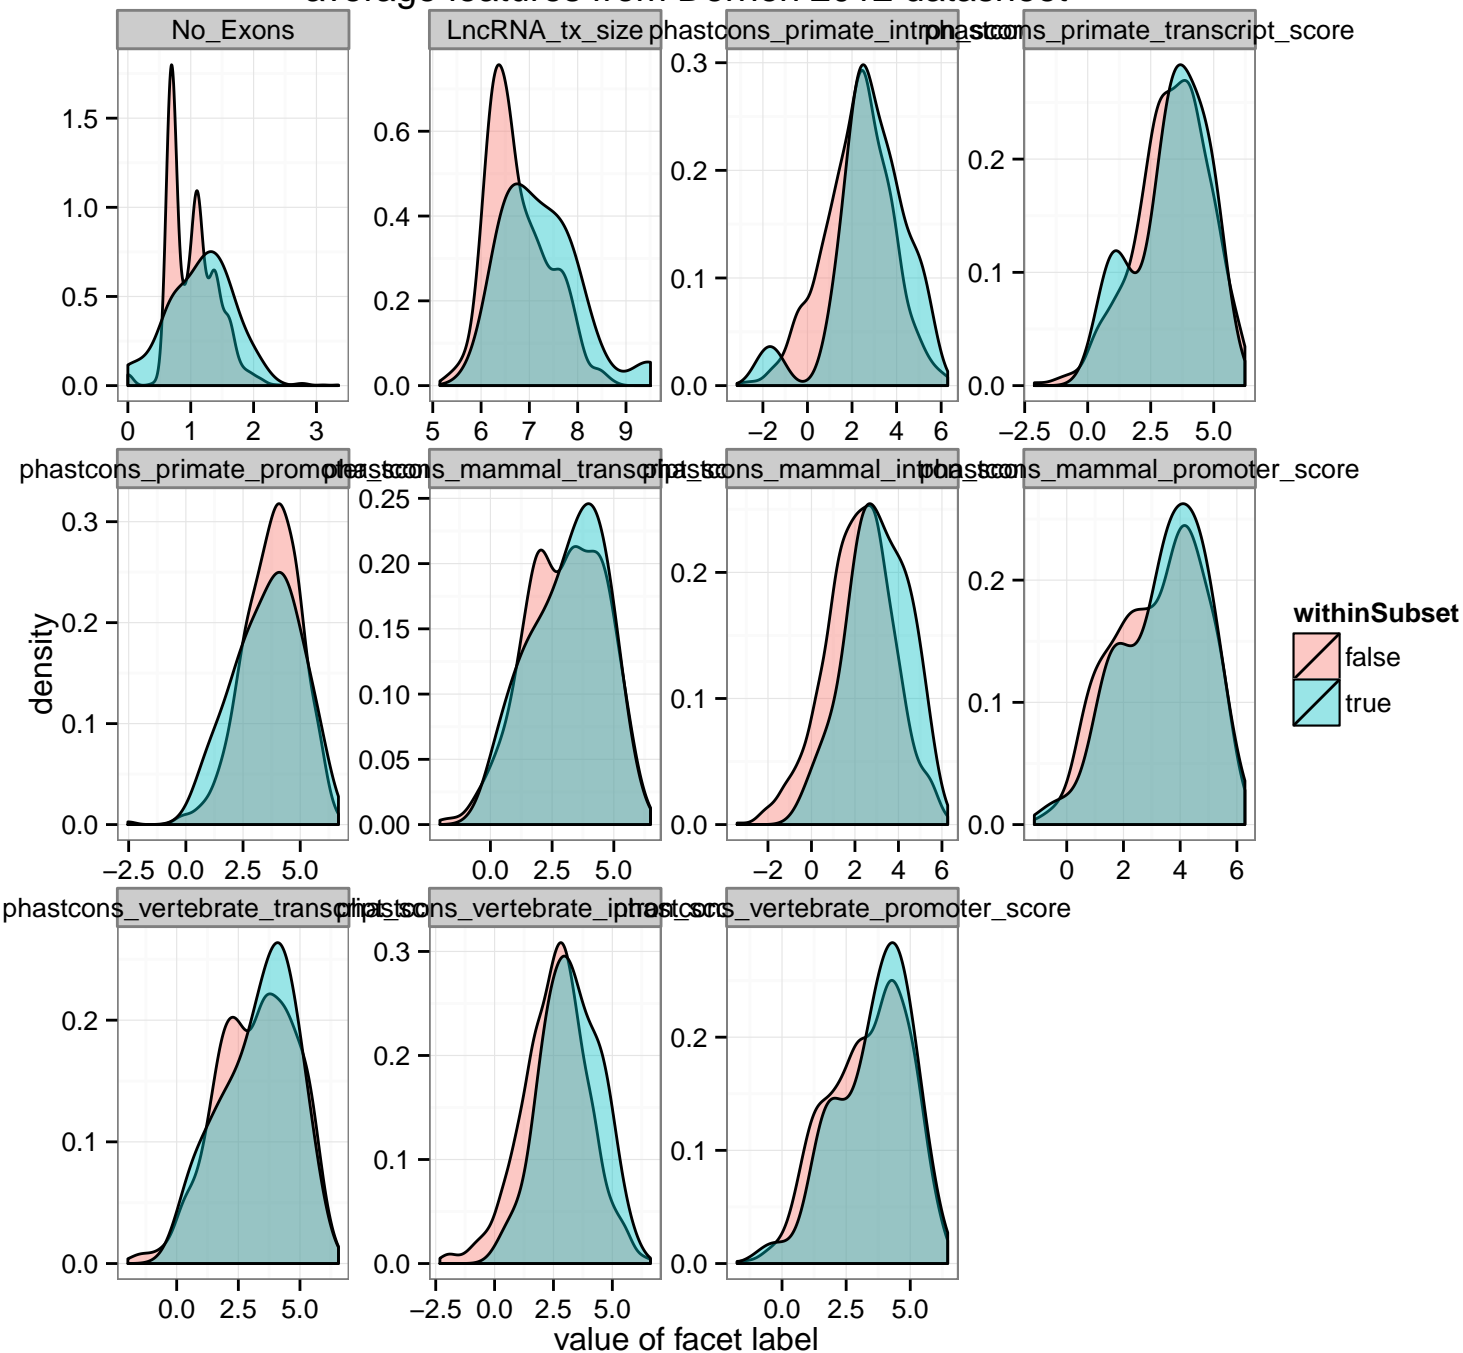 No_Exons
LncRNA_tx_size
phastcons_primate_intron
phastcons_primate_transcript_score
0.0
0.5
1.0
1.5
0 1 2 3
0.0
0.2
0.4
0.6
5 6 7 8 9
0.0
0.1
0.2
0.3
−2 0 2 4 6
0.0
0.1
0.2
−2.5 0.0 2.5 5.0
phastcons_primate_promoter_score
phastcons_mammal_transcript_sc
phastcons_mammal_intron_sc
phastcons_mammal_promoter_score
0.0
0.1
0.2
0.3
−2.5 0.0 2.5 5.0
0.00
0.05
0.10
0.15
0.20
0.25
0.0 2.5 5.0
0.0
0.1
0.2
−2 0 2 4 6
0.0
0.1
0.2
0 2 4 6
phastcons_vertebrate_transcript_sc
phastcons_vertebrate_intron_sc
phastcons_vertebrate_promoter_score
0.0
0.1
0.2
0.0 2.5 5.0
0.0
0.1
0.2
0.3
−2.5 0.0 2.5 5.0
0.0
0.1
0.2
0.0 2.5 5.0
density
value of facet label
withinSubset
false
true